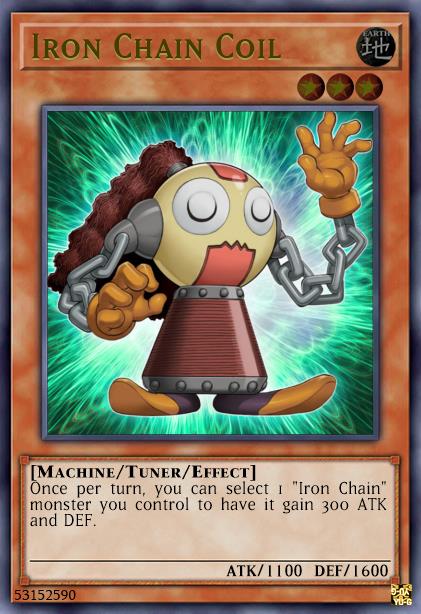 Iron Chain Coil
EARTH
地
[Machine/Tuner/Effect]
Once per turn, you can select 1 "Iron Chain"
monster you control to have it gain 300 ATK
and DEF.
ATK/1100 DEF/1600
53152590